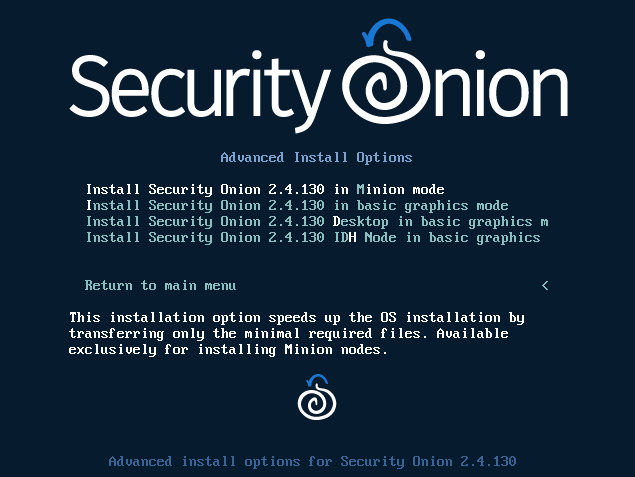 Security Onion
Advanced Install Options
Install Security Onion 2.4.130 in Minion mode
Install Security Onion 2.4.130 in basic graphics mode
Install Security Onion 2.4.130 Desktop in basic graphics m
Install Security Onion 2.4.130 IDH Node in basic graphics
Return to main menu <
This installation option speeds up the OS installation by
transferring only the minimal required files. Available
exclusively for installing Minion nodes.
Advanced install options for Security Onion 2.4.130